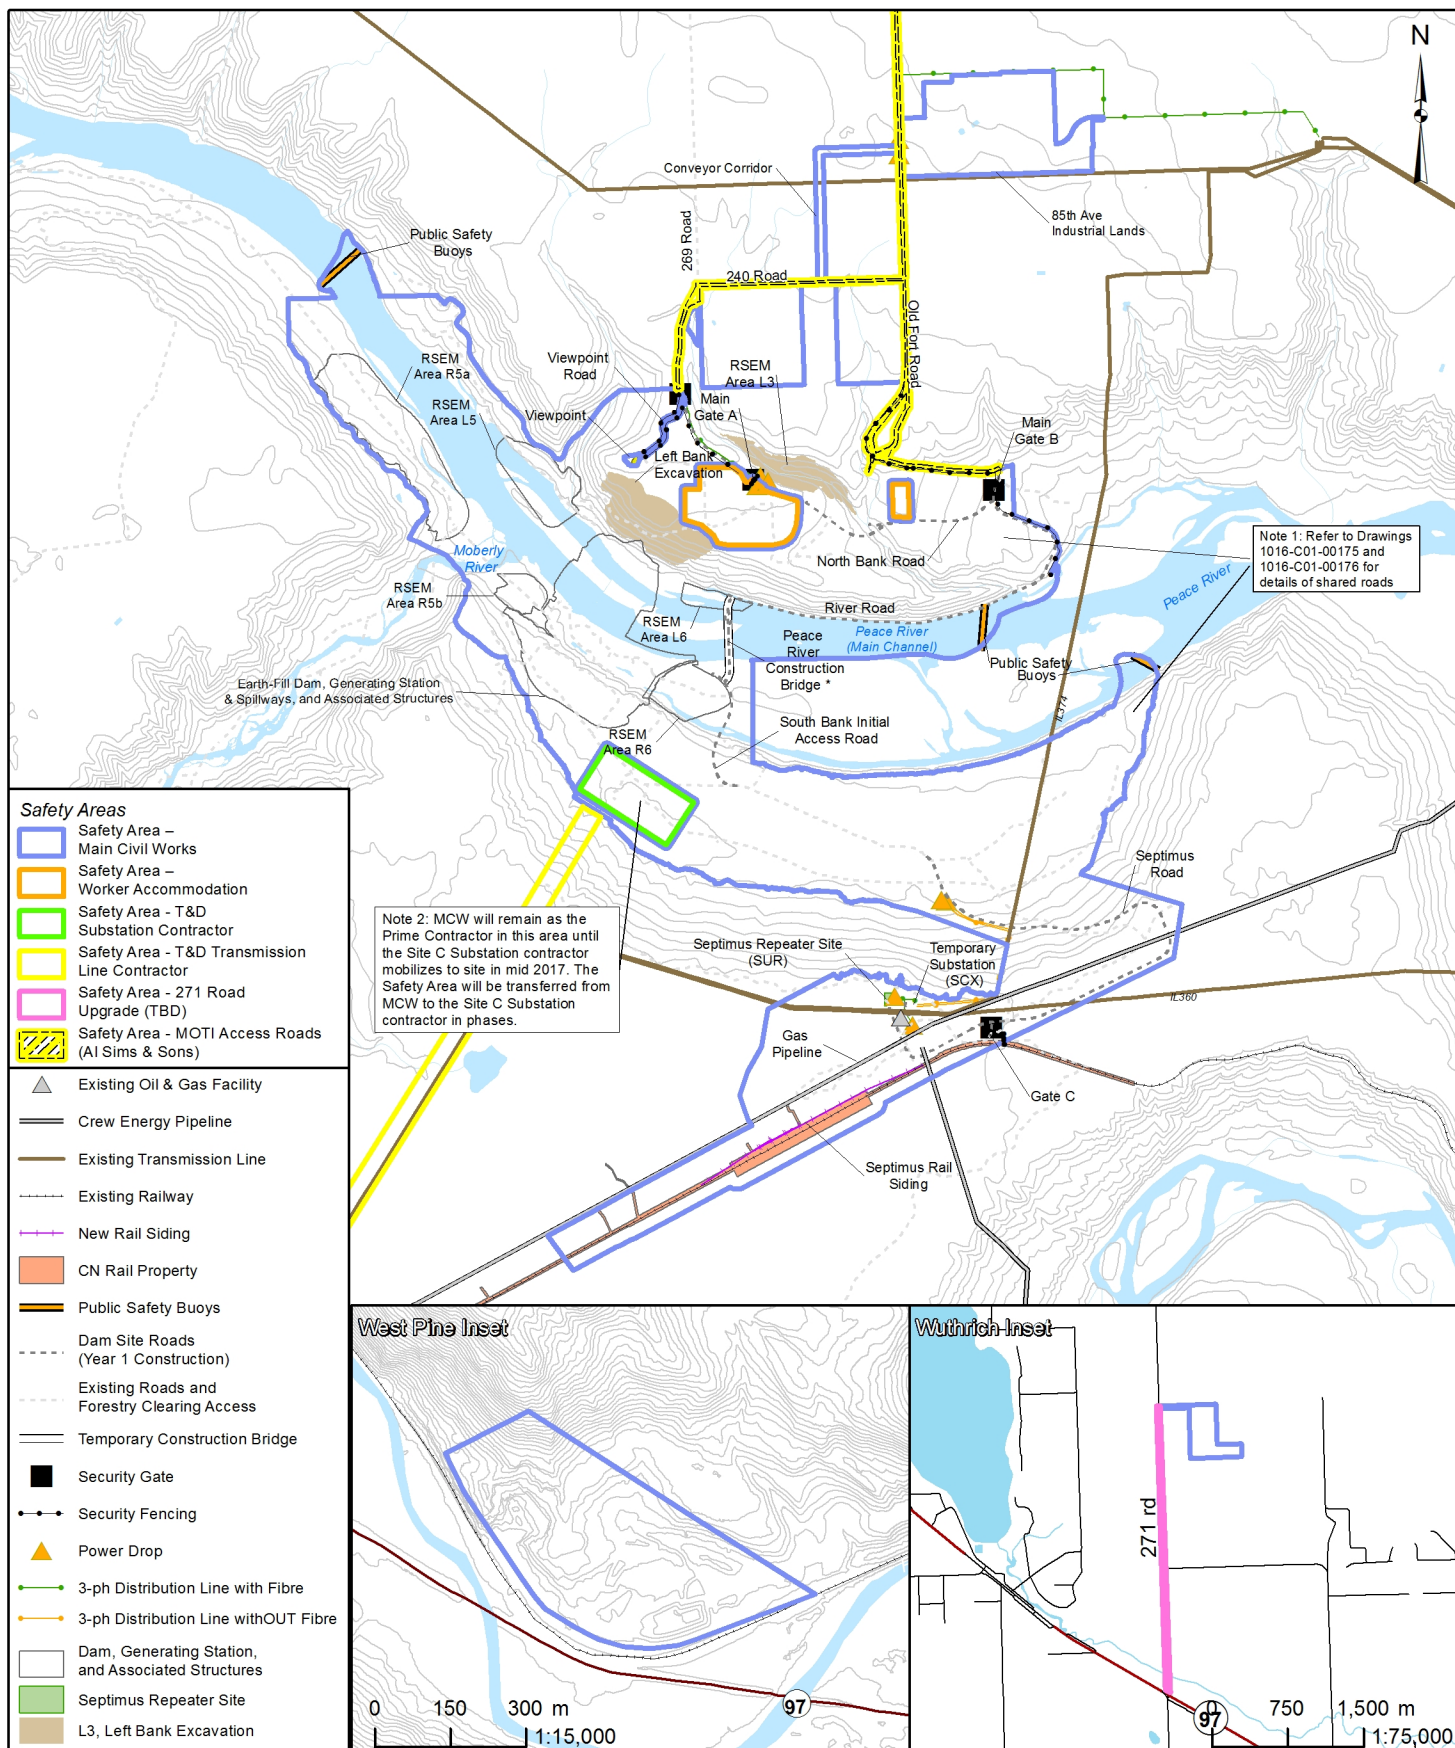 N
Conveyor Corridor
85th Ave
Industrial Lands
Public Safety
Buoys
269 Road
240 Road
Old Fort Road
RSEM
Area R5a
Viewpoint
Road
RSEM
Area L3
RSEM
Area L5
Viewpoint
Main
Gate A
Main
Gate B
Left Bank
Excavation
Moberly
River
North Bank Road
Note 1: Refer to Drawings
1016-C01-00175 and
1016-C01-00176 for
details of shared roads
Peace River
RSEM
Area R5b
River Road
RSEM
Area L6
Peace River
(Main Channel)
Peace
River
Construction
Bridge *
Public Safety
Buoys
Earth-Fill Dam, Generating Station
& Spillways, and Associated Structures
IL374
South Bank Initial
Access Road
RSEM
Area R6
Septimus
Road
Note 2: MCW will remain as the
Prime Contractor in this area until
the Site C Substation contractor
mobilizes to site in mid 2017. The
Safety Area will be transferred from
MCW to the Site C Substation
contractor in phases.
Septimus Repeater Site
(SUR)
Temporary
Substation
(SCX)
IL360
Gas
Pipeline
Gate C
Septimus Rail
Siding
Safety Areas
Safety Area –
Main Civil Works
Safety Area –
Worker Accommodation
Safety Area - T&D
Substation Contractor
Safety Area - T&D Transmission
Line Contractor
Safety Area - 271 Road
Upgrade (TBD)
Safety Area - MOTI Access Roads
(Al Sims & Sons)
Existing Oil & Gas Facility
Crew Energy Pipeline
Existing Transmission Line
Existing Railway
New Rail Siding
CN Rail Property
Public Safety Buoys
Dam Site Roads
(Year 1 Construction)
Existing Roads and
Forestry Clearing Access
Temporary Construction Bridge
Security Gate
Security Fencing
Power Drop
3-ph Distribution Line with Fibre
3-ph Distribution Line withOUT Fibre
Dam, Generating Station,
and Associated Structures
Septimus Repeater Site
L3, Left Bank Excavation
West Pine Inset
97
0 150 300 m
1:15,000
Wuthrich Inset
271 rd
97
0 750 1,500 m
1:75,000